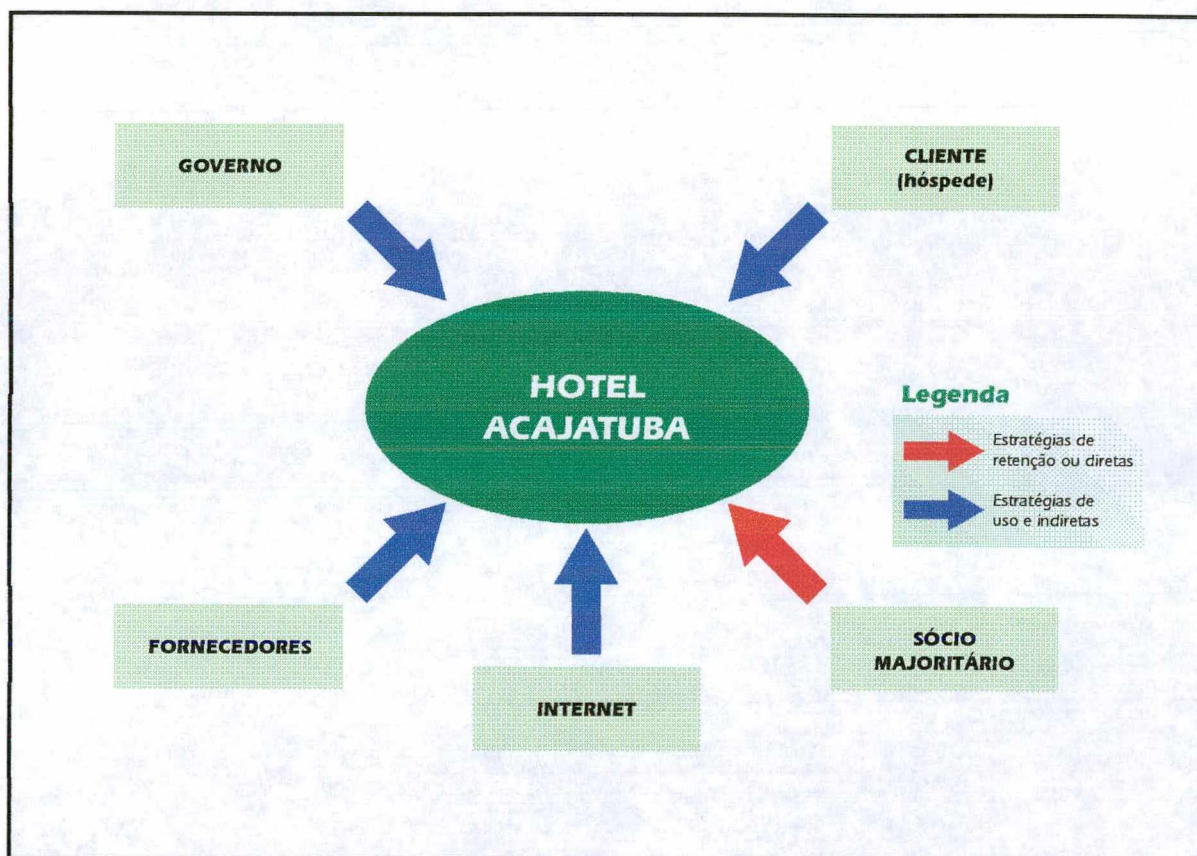 GOVERNO
CLIENTE
(hóspede)
HOTEL
ACAJATUBA
Legenda
Estratégias de
retenção ou diretas
Estratégias de
uso e indiretas
FORNECEDORES
INTERNET
SÓCIO
MAJORITÁRIO